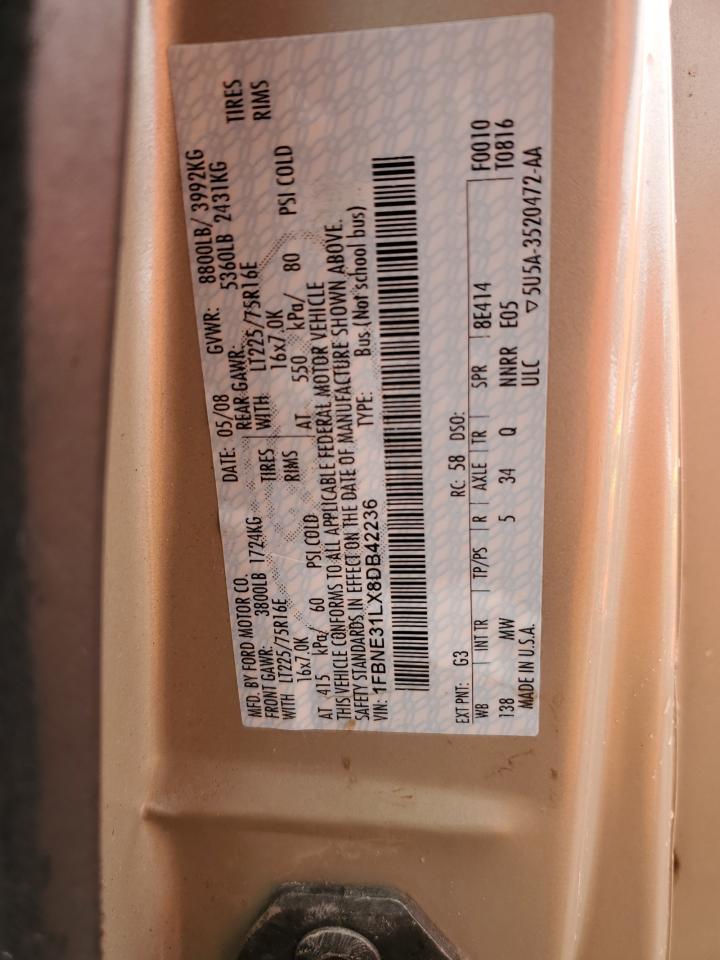 MFD. BY FORD MOTOR CO. DATE: 05/08 GVWR: 8800LB/ 3992KG
FRONT GAWR: 3800LB 1724KG REAR GAWR: 5360LB 2431KG
WITH LT225/75R16E TIRES WITH LT225/75R16E TIRES
16x7.0K RIMS 16x7.0K RIMS
AT 415 kPa/ 60 PSI COLD AT 550 kPa/ 80 PSI COLD
THIS VEHICLE CONFORMS TO ALL APPLICABLE FEDERAL MOTOR VEHICLE
SAFETY STANDARDS IN EFFECT ON THE DATE OF MANUFACTURE SHOWN ABOVE.
VIN: 1FBNE31LX8DB42236 TYPE: Bus (Not school bus)
EXT PNT: G3 RC: 58 DSO:
WB INT TR TP/PS R AXLE TR SPR 8E414 F0010
138 MW 5 34 Q NNRR E05 T0816
MADE IN U.S.A. ULC ▽ 5U5A-3520472-AA